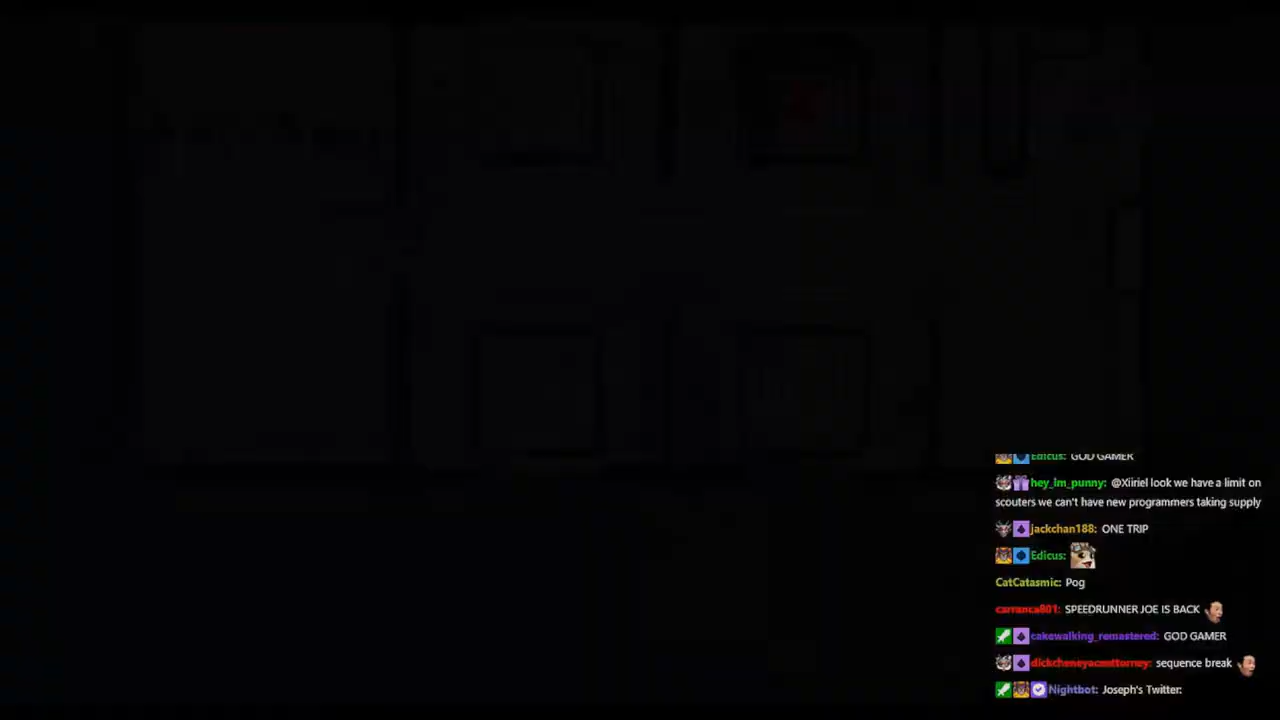 Edicus: GOD GAMER
hey_im_punny: @Xiiriel look we have a limit on
scouters we can't have new programmers taking supply
jackchan188: ONE TRIP
Edicus:
CatCatasmic: Pog
carranca801: SPEEDRUNNER JOE IS BACK
cakewalking_remastered: GOD GAMER
dickcheneyaceattorney: sequence break
Nightbot: Joseph's Twitter: